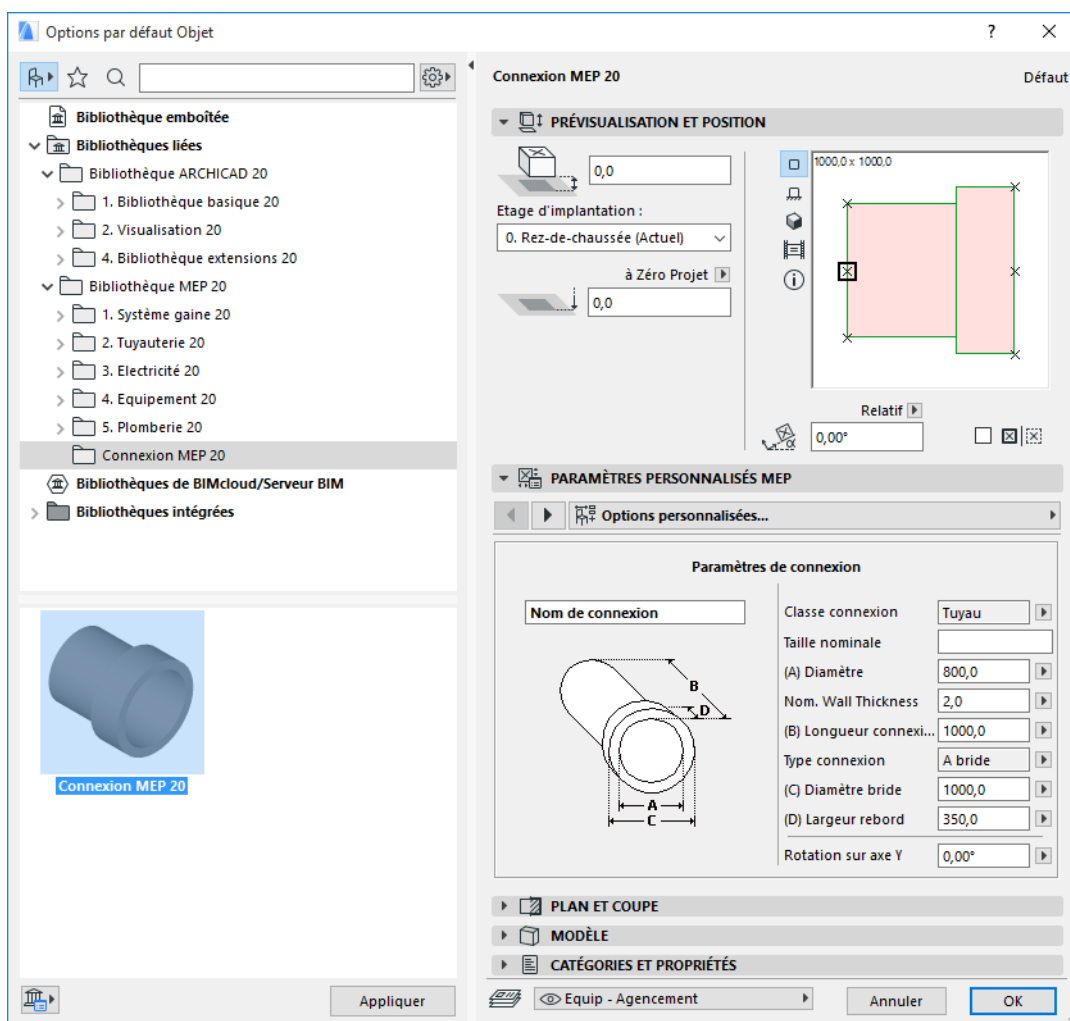 Options par défaut Objet
?
Bibliothèque emboîtée
Bibliothèques liées
Bibliothèque ARCHICAD 20
1. Bibliothèque basique 20
2. Visualisation 20
4. Bibliothèque extensions 20
Bibliothèque MEP 20
1. Système gaine 20
2. Tuyauterie 20
3. Electricité 20
4. Equipement 20
5. Plomberie 20
Connexion MEP 20
Bibliothèques de BIMcloud/Serveur BIM
Bibliothèques intégrées
Connexion MEP 20
Appliquer
Connexion MEP 20
Défaut
PRÉVISUALISATION ET POSITION
0,0
Etage d'implantation :
0. Rez-de-chaussée (Actuel)
à Zéro Projet
0,0
1000,0 x 1000,0
Relatif
α
0,00°
PARAMÈTRES PERSONNALISÉS MEP
Options personnalisées...
Paramètres de connexion
Nom de connexion
B
D
A
C
Classe connexion Tuyau
Taille nominale
(A) Diamètre 800,0
Nom. Wall Thickness 2,0
(B) Longueur connexi... 1000,0
Type connexion A bride
(C) Diamètre bride 1000,0
(D) Largeur rebord 350,0
Rotation sur axe Y 0,00°
PLAN ET COUPE
MODÈLE
CATÉGORIES ET PROPRIÉTÉS
Equip - Agencement
Annuler
OK